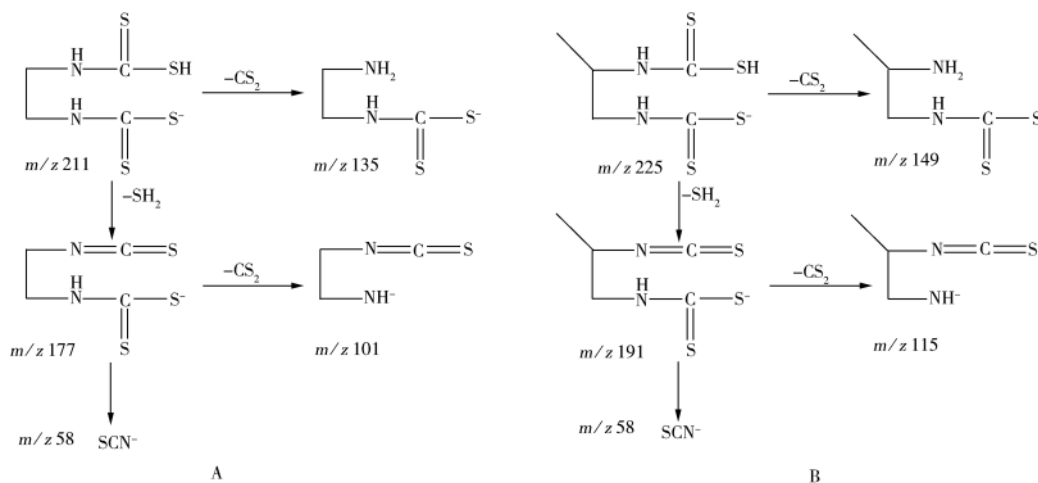 S
H
N
C
SH
–CS₂
NH₂
H
N
C
S⁻
S
m/z 211
H
N
C
S⁻
S
m/z 135
–SH₂
N
C
S
H
N
C
S⁻
S
m/z 177
–CS₂
N
C
S
NH⁻
m/z 101
m/z 58
SCN⁻
A
S
H
N
C
SH
–CS₂
NH₂
H
N
C
S⁻
S
m/z 225
H
N
C
S
S
m/z 149
–SH₂
N
C
S
H
N
C
S⁻
S
m/z 191
–CS₂
N
C
S
NH⁻
m/z 115
m/z 58
SCN⁻
B